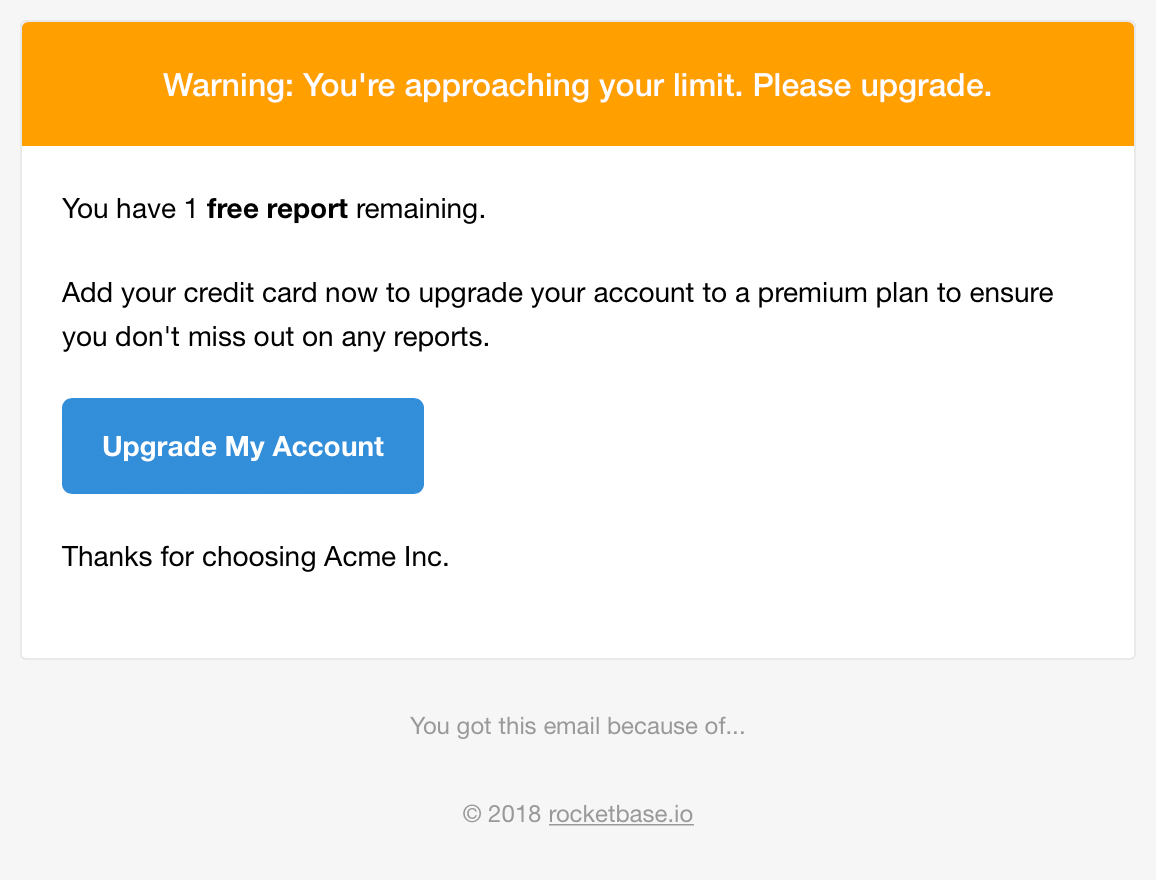 Warning: You're approaching your limit. Please upgrade.
You have 1 free report remaining.
Add your credit card now to upgrade your account to a premium plan to ensure
you don't miss out on any reports.
Upgrade My Account
Thanks for choosing Acme Inc.
You got this email because of...
© 2018 rocketbase.io